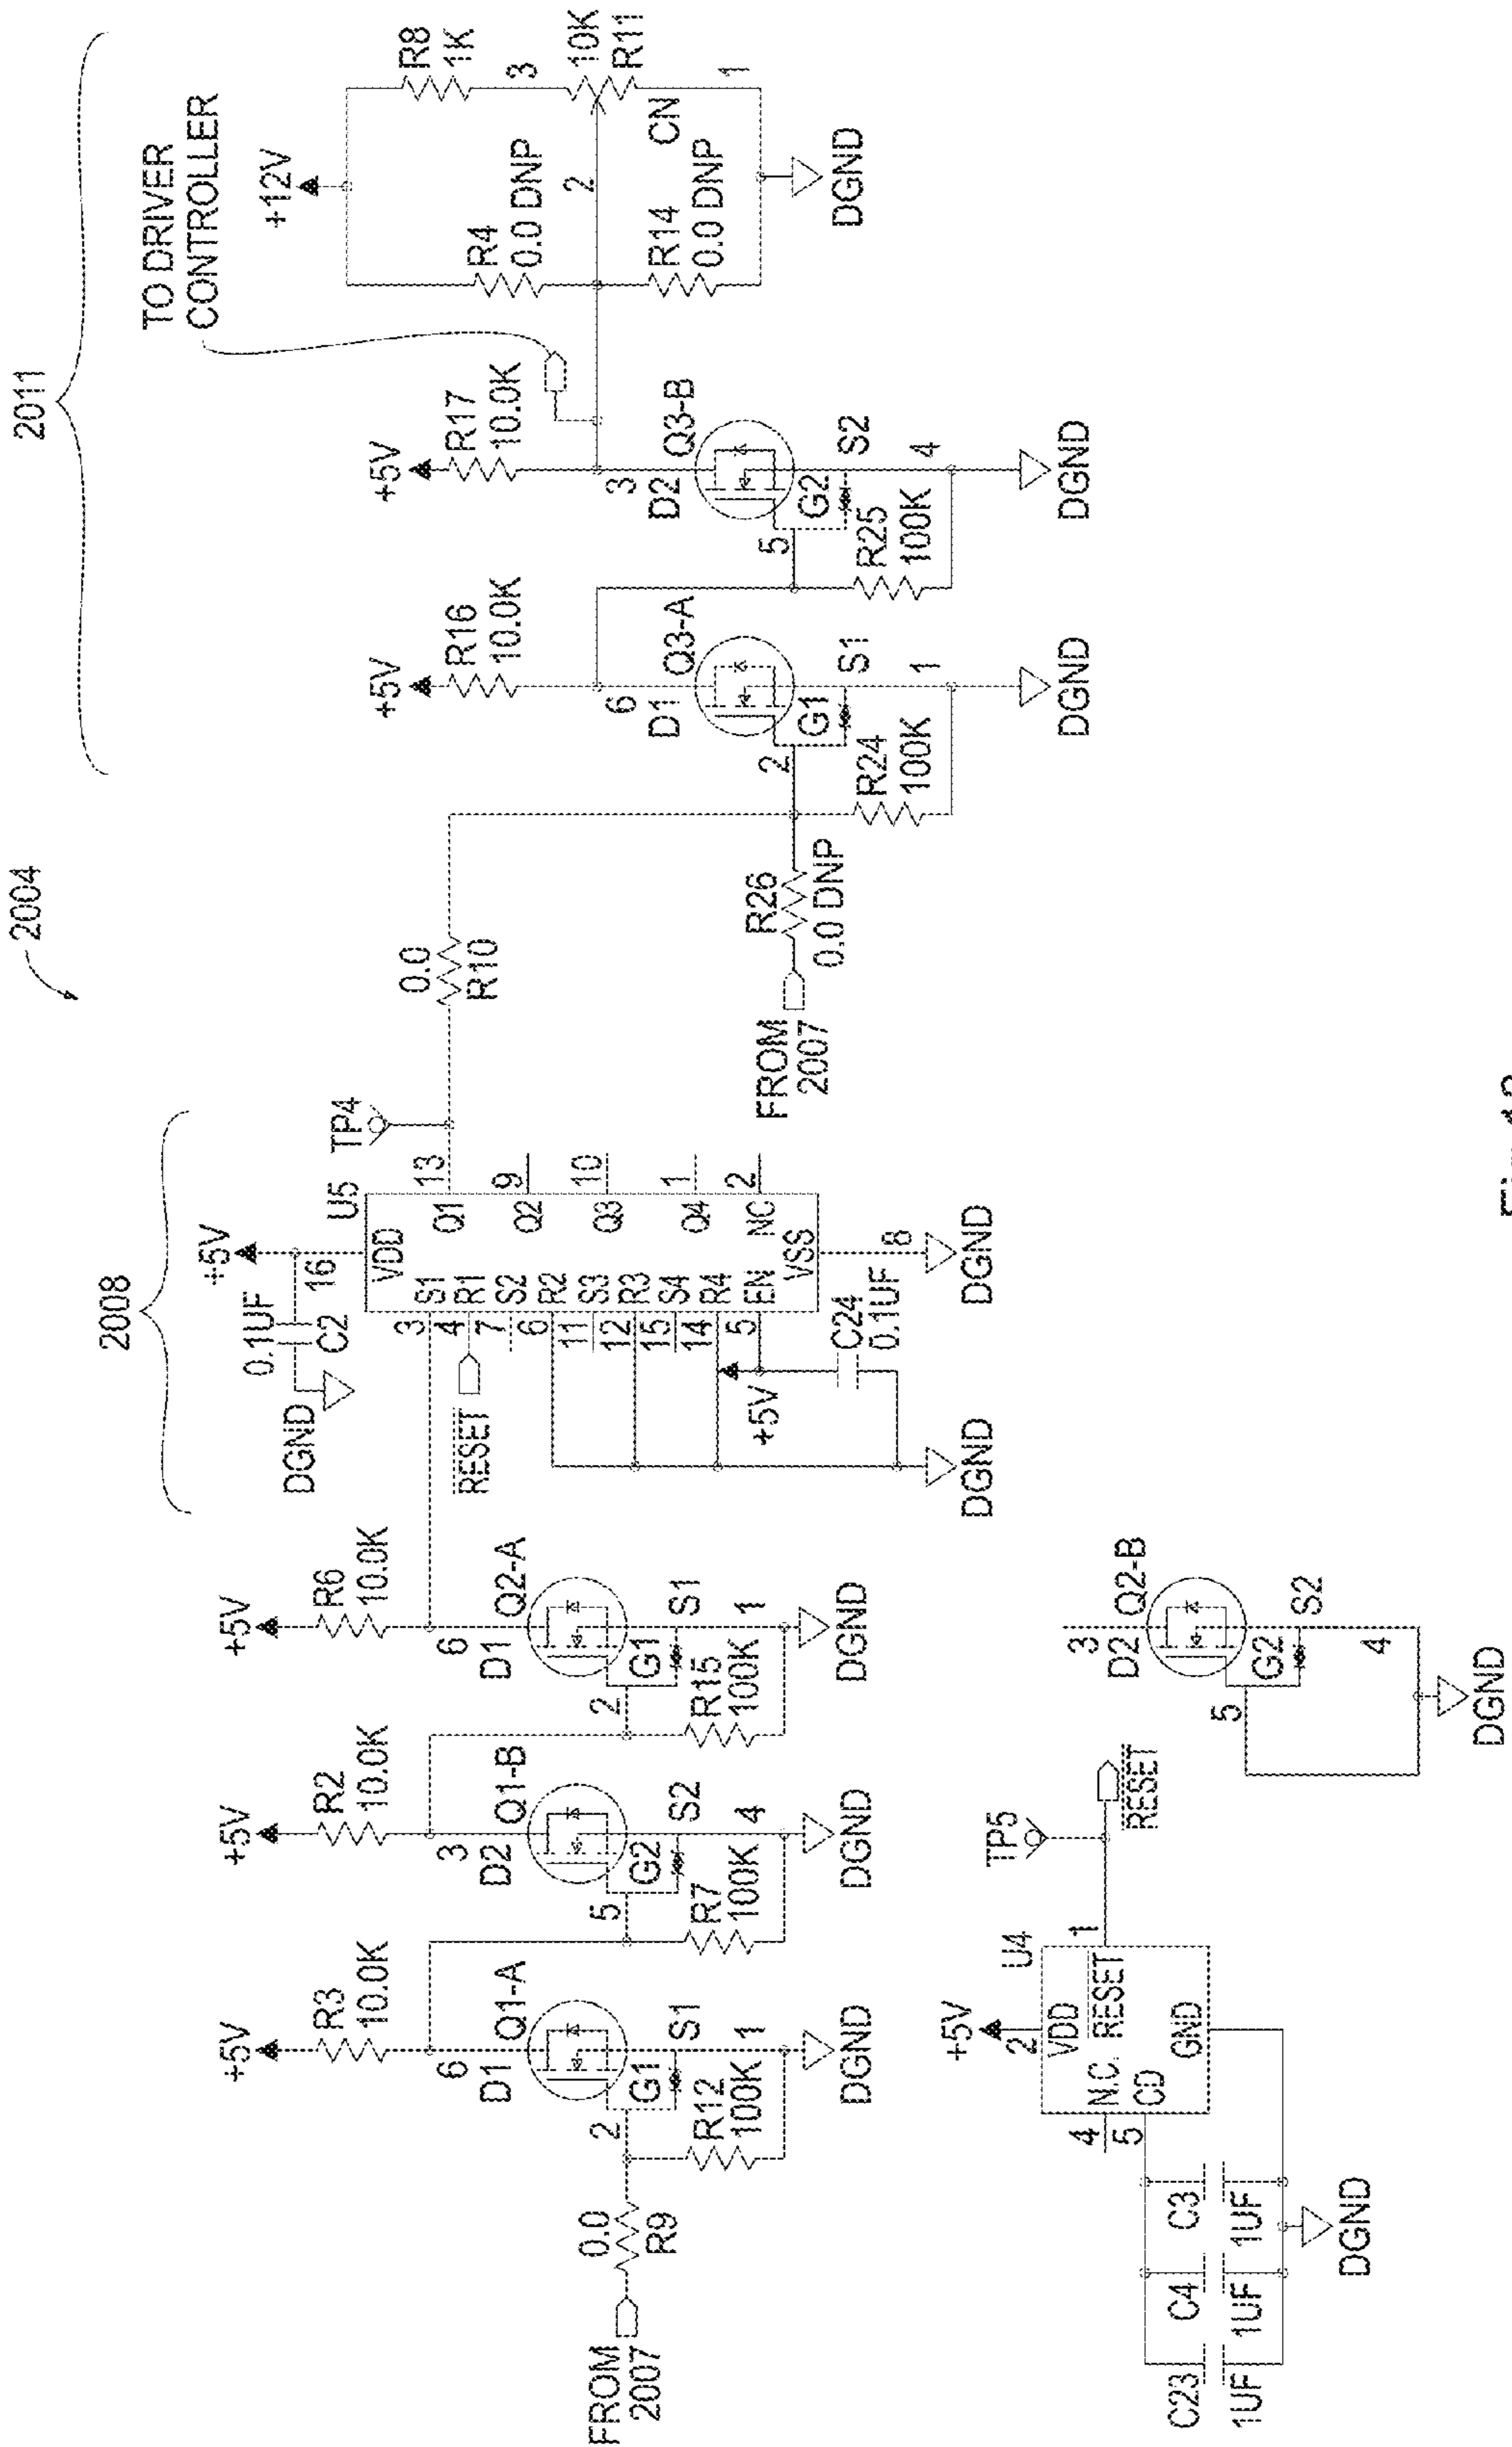 2004
2008
2011
FROM
2007
0.0
R9
+5V
R3
10.0K
6
D1
Q1-A
2
G1
S1
R12
100K
1
DGND
+5V
R2
10.0K
3
D2
Q1-B
5
G2
S2
R7
100K
4
DGND
+5V
R6
10.0K
6
D1
Q2-A
2
G1
S1
R15
100K
1
DGND
+5V
0.1UF
C2
DGND
16
U5
VDD
3
S1
4
R1
7
S2
6
R2
11
S3
12
R3
15
S4
14
R4
5
EN
Q1
13
Q2
9
Q3
10
Q4
1
NC
2
VSS
8
DGND
RESET
+5V
C24
0.1UF
DGND
TP4
0.0
R10
FROM
2007
R26
0.0 DNP
+5V
R16
10.0K
6
D1
Q3-A
2
G1
S1
R24
100K
1
DGND
+5V
R17
10.0K
3
D2
Q3-B
5
G2
S2
R25
100K
4
DGND
TO DRIVER
CONTROLLER
+12V
R4
0.0 DNP
R8
1K
3
10K
R11
2
CN
R14
0.0 DNP
1
DGND
C23
1UF
C4
1UF
C3
1UF
DGND
+5V
2
U4
VDD
N.C.
RESET
CD
GND
4
5
1
TP5
RESET
3
D2
Q2-B
5
G2
S2
4
DGND